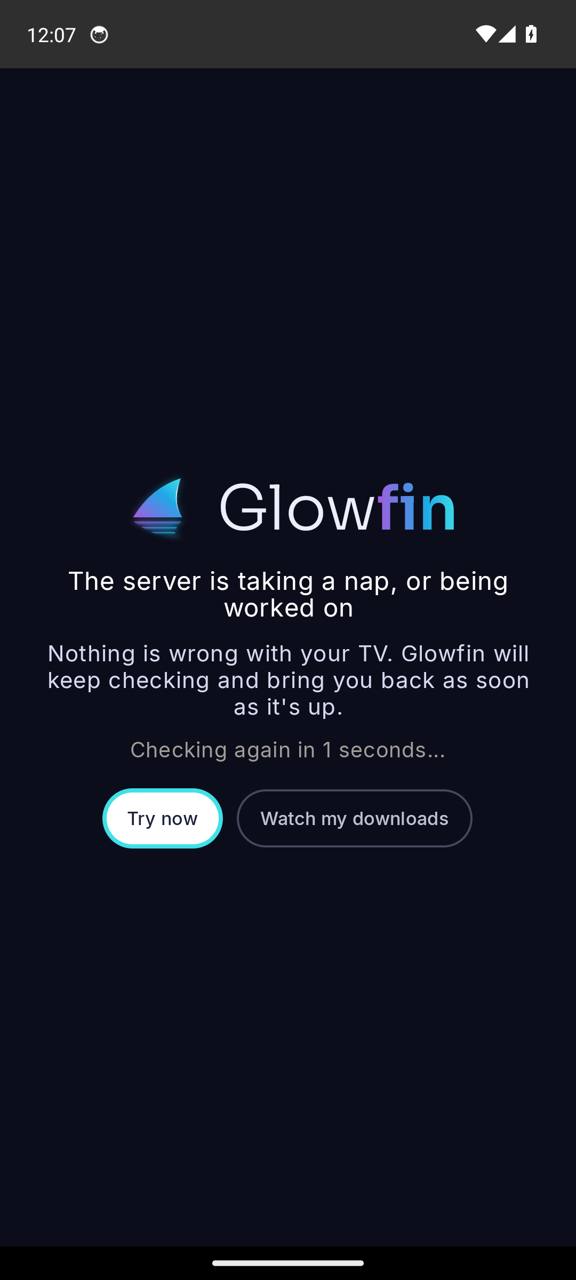 12:07
Glowfin
The server is taking a nap, or being
worked on
Nothing is wrong with your TV. Glowfin will
keep checking and bring you back as soon
as it's up.
Checking again in 1 seconds...
Try now
Watch my downloads